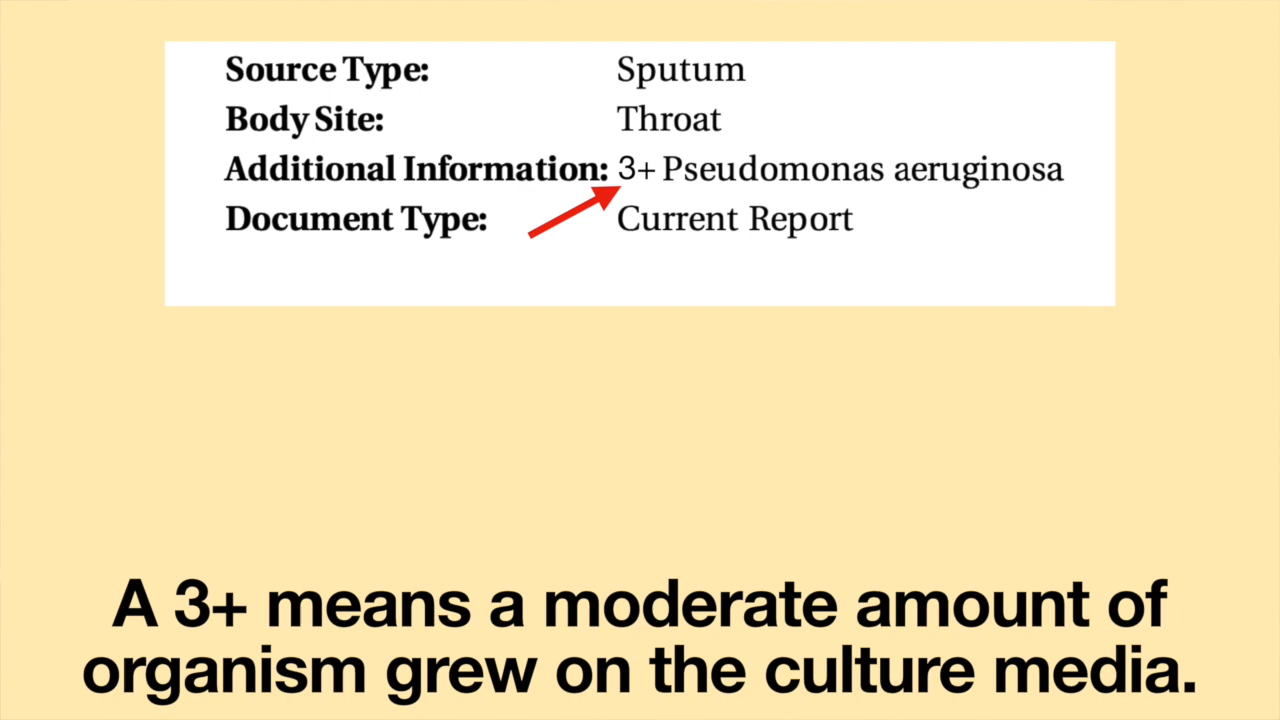 Source Type: Sputum
Body Site: Throat
Additional Information: 3+ Pseudomonas aeruginosa
Document Type: Current Report
A 3+ means a moderate amount of
organism grew on the culture media.